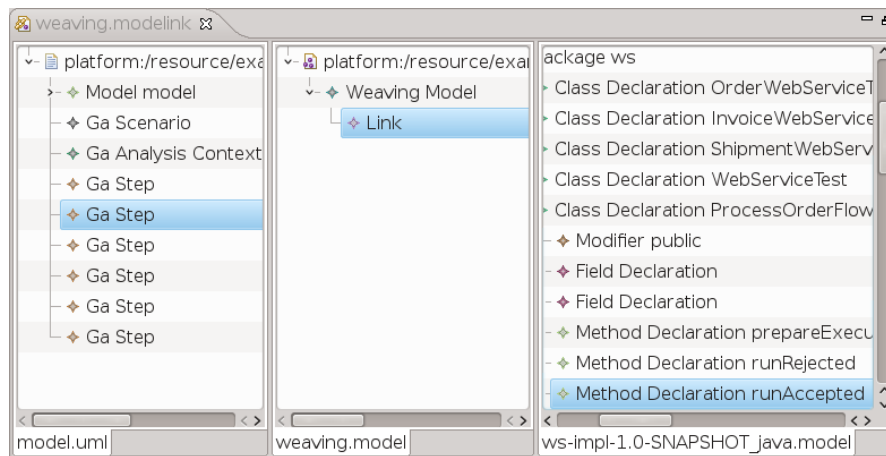 weaving.modelink
platform:/resource/exa
Model model
Ga Scenario
Ga Analysis Context
Ga Step
Ga Step
Ga Step
Ga Step
Ga Step
Ga Step
model.uml
platform:/resource/exa
Weaving Model
Link
weaving.model
ackage ws
Class Declaration OrderWebServiceT
Class Declaration InvoiceWebService
Class Declaration ShipmentWebServ
Class Declaration WebServiceTest
Class Declaration ProcessOrderFlow
Modifier public
Field Declaration
Field Declaration
Method Declaration prepareExecu
Method Declaration runRejected
Method Declaration runAccepted
ws-impl-1.0-SNAPSHOT_java.model